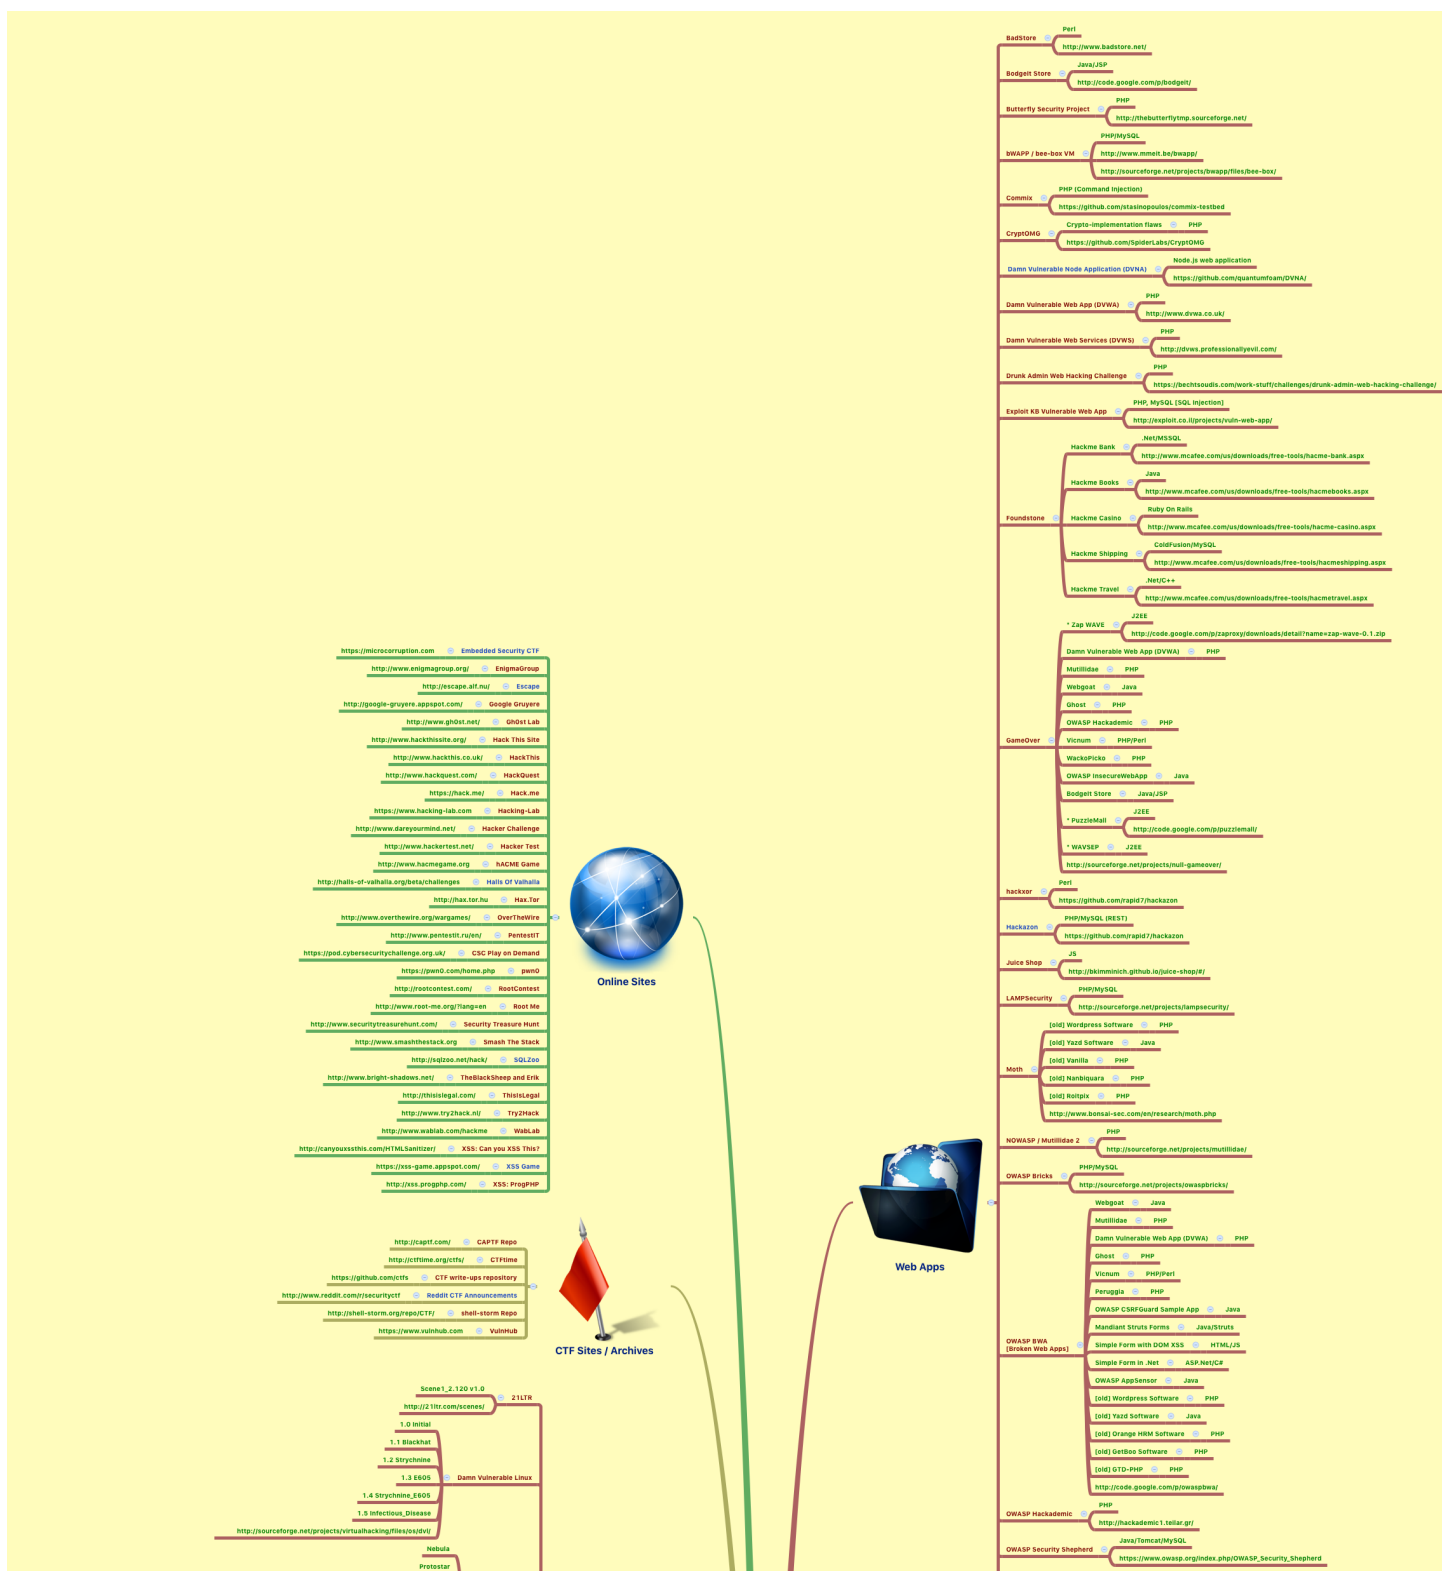 BadStore
Perl
http://www.badstore.net/
Bodgeit Store
Java/JSP
http://code.google.com/p/bodgeit/
Butterfly Security Project
PHP
http://thebutterflytmp.sourceforge.net/
bWAPP / bee-box VM
PHP/MySQL
http://www.mmeit.be/bwapp/
http://sourceforge.net/projects/bwapp/files/bee-box/
Commix
PHP (Command Injection)
https://github.com/stasinopoulos/commix-testbed
CryptOMG
Crypto-implementation flaws PHP
https://github.com/SpiderLabs/CryptOMG
Damn Vulnerable Node Application (DVNA)
Node.js web application
https://github.com/quantumfoam/DVNA/
Damn Vulnerable Web App (DVWA)
PHP
http://www.dvwa.co.uk/
Damn Vulnerable Web Services (DVWS)
PHP
http://dvws.professionallyevil.com/
Drunk Admin Web Hacking Challenge
PHP
https://bechtsoudis.com/work-stuff/challenges/drunk-admin-web-hacking-challenge/
Exploit KB Vulnerable Web App
PHP, MySQL [SQL Injection]
http://exploit.co.il/projects/vuln-web-app/
Foundstone
Hackme Bank
.Net/MSSQL
http://www.mcafee.com/us/downloads/free-tools/hacme-bank.aspx
Hackme Books
Java
http://www.mcafee.com/us/downloads/free-tools/hacmebooks.aspx
Hackme Casino
Ruby On Rails
http://www.mcafee.com/us/downloads/free-tools/hacme-casino.aspx
Hackme Shipping
ColdFusion/MySQL
http://www.mcafee.com/us/downloads/free-tools/hacmeshipping.aspx
Hackme Travel
.Net/C++
http://www.mcafee.com/us/downloads/free-tools/hacmetravel.aspx
GameOver
* Zap WAVE
J2EE
http://code.google.com/p/zaproxy/downloads/detail?name=zap-wave-0.1.zip
Damn Vulnerable Web App (DVWA) PHP
Mutillidae PHP
Webgoat Java
Ghost PHP
OWASP Hackademic PHP
Vicnum PHP/Perl
WackoPicko PHP
OWASP InsecureWebApp Java
BodgeIt Store Java/JSP
* PuzzleMall
J2EE
http://code.google.com/p/puzzlemall/
* WAVSEP J2EE
http://sourceforge.net/projects/null-gameover/
hackxor
Perl
https://github.com/rapid7/hackazon
Hackazon
PHP/MySQL (REST)
https://github.com/rapid7/hackazon
Juice Shop
JS
http://bkimminich.github.io/juice-shop/#/
LAMPSecurity
PHP/MySQL
http://sourceforge.net/projects/lampsecurity/
Moth
[old] Wordpress Software PHP
[old] Yazd Software Java
[old] Vanilla PHP
[old] Nanbiquara PHP
[old] Roitpix PHP
http://www.bonsai-sec.com/en/research/moth.php
NOWASP / Mutillidae 2
PHP
http://sourceforge.net/projects/mutillidae/
OWASP Bricks
PHP/MySQL
http://sourceforge.net/projects/owaspbricks/
OWASP BWA
[Broken Web Apps]
Webgoat Java
Mutillidae PHP
Damn Vulnerable Web App (DVWA) PHP
Ghost PHP
Vicnum PHP/Perl
Peruggia PHP
OWASP CSRFGuard Sample App Java
Mandiant Struts Forms Java/Struts
Simple Form with DOM XSS HTML/JS
Simple Form in .Net ASP.Net/C#
OWASP AppSensor Java
[old] Wordpress Software PHP
[old] Yazd Software Java
[old] Orange HRM Software PHP
[old] GetBoo Software PHP
[old] GTD-PHP PHP
http://code.google.com/p/owaspbwa/
OWASP Hackademic
PHP
http://hackademic1.teilar.gr/
OWASP Security Shepherd
Java/Tomcat/MySQL
https://www.owasp.org/index.php/OWASP_Security_Shepherd
Web Apps
https://microcorruption.com Embedded Security CTF
http://www.enigmagroup.org/ EnigmaGroup
http://escape.alf.nu/ Escape
http://google-gruyere.appspot.com/ Google Gruyere
http://www.gh0st.net/ Gh0st Lab
http://www.hackthissite.org/ Hack This Site
http://www.hackthis.co.uk/ HackThis
http://www.hackquest.com/ HackQuest
https://hack.me/ Hack.me
https://www.hacking-lab.com Hacking-Lab
http://www.dareyourmind.net/ Hacker Challenge
http://www.hackertest.net/ Hacker Test
http://www.hacmegame.org hACME Game
http://halls-of-valhalla.org/beta/challenges Halls Of Valhalla
http://hax.tor.hu Hax.Tor
http://www.overthewire.org/wargames/ OverTheWire
http://www.pentestit.ru/en/ PentestIT
https://pod.cybersecuritychallenge.org.uk/ CSC Play on Demand
https://pwn0.com/home.php pwn0
http://rootcontest.com/ RootContest
http://www.root-me.org/?lang=en Root Me
http://www.securitytreasurehunt.com/ Security Treasure Hunt
http://www.smashthestack.org Smash The Stack
http://sqlzoo.net/hack/ SQLZoo
http://www.bright-shadows.net/ TheBlackSheep and Erik
http://thisislegal.com/ ThisIsLegal
http://www.try2hack.nl/ Try2Hack
http://www.wablab.com/hackme WabLab
http://canyouxssthis.com/HTMLSanitizer/ XSS: Can you XSS This?
https://xss-game.appspot.com/ XSS Game
http://xss.progphp.com/ XSS: ProgPHP
Online Sites
http://captf.com/ CAPTF Repo
http://ctftime.org/ctfs/ CTFtime
https://github.com/ctfs CTF write-ups repository
http://www.reddit.com/r/securityctf Reddit CTF Announcements
http://shell-storm.org/repo/CTF/ shell-storm Repo
https://www.vulnhub.com VulnHub
CTF Sites / Archives
Scene1_2.120 v1.0
http://21ltr.com/scenes/
21LTR
1.0 Initial
1.1 Blackhat
1.2 Strychnine
1.3 E605
1.4 Strychnine_E605
1.5 Infectious_Disease
http://sourceforge.net/projects/virtualhacking/files/os/dvl/
Damn Vulnerable Linux
Nebula
Protostar